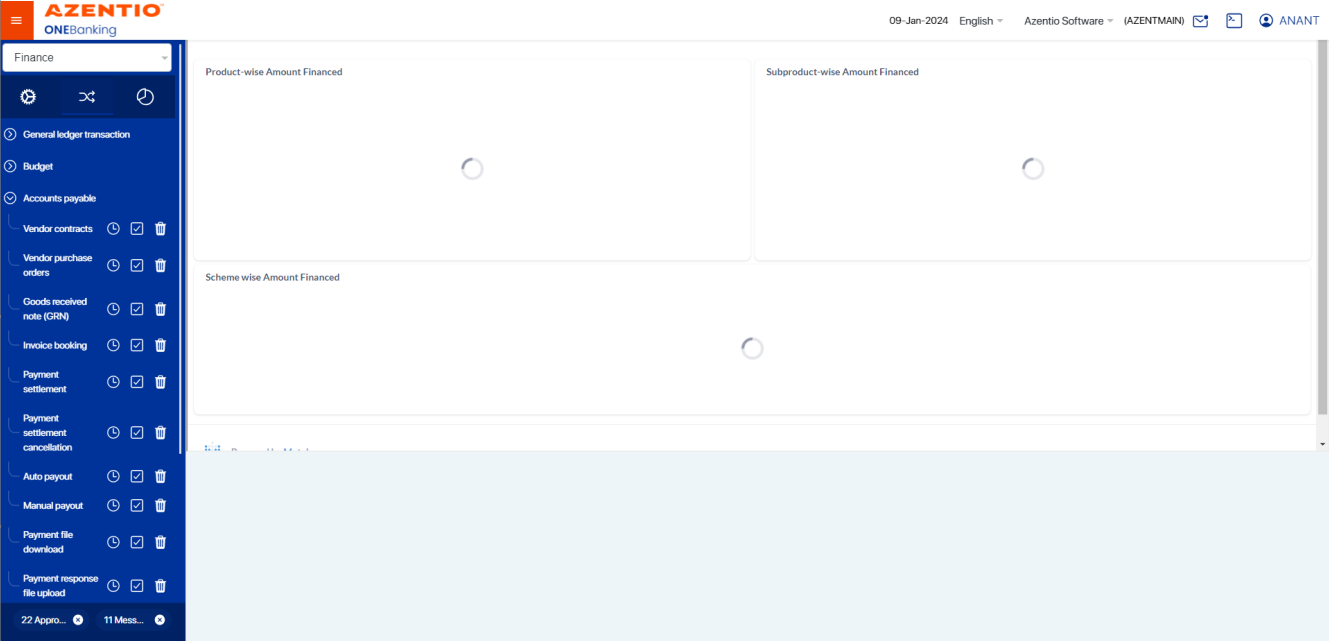 AZENTIO
ONEBanking
09-Jan-2024 English Azentio Software (AZENTMAIN) ANANT
Finance
General ledger transaction
Budget
Accounts payable
Vendor contracts
Vendor purchase
orders
Goods received
note (GRN)
Invoice booking
Payment
settlement
Payment
settlement
cancellation
Auto payout
Manual payout
Payment file
download
Payment response
file upload
22 Appro...
11 Mess...
Product-wise Amount Financed
Subproduct-wise Amount Financed
Scheme wise Amount Financed